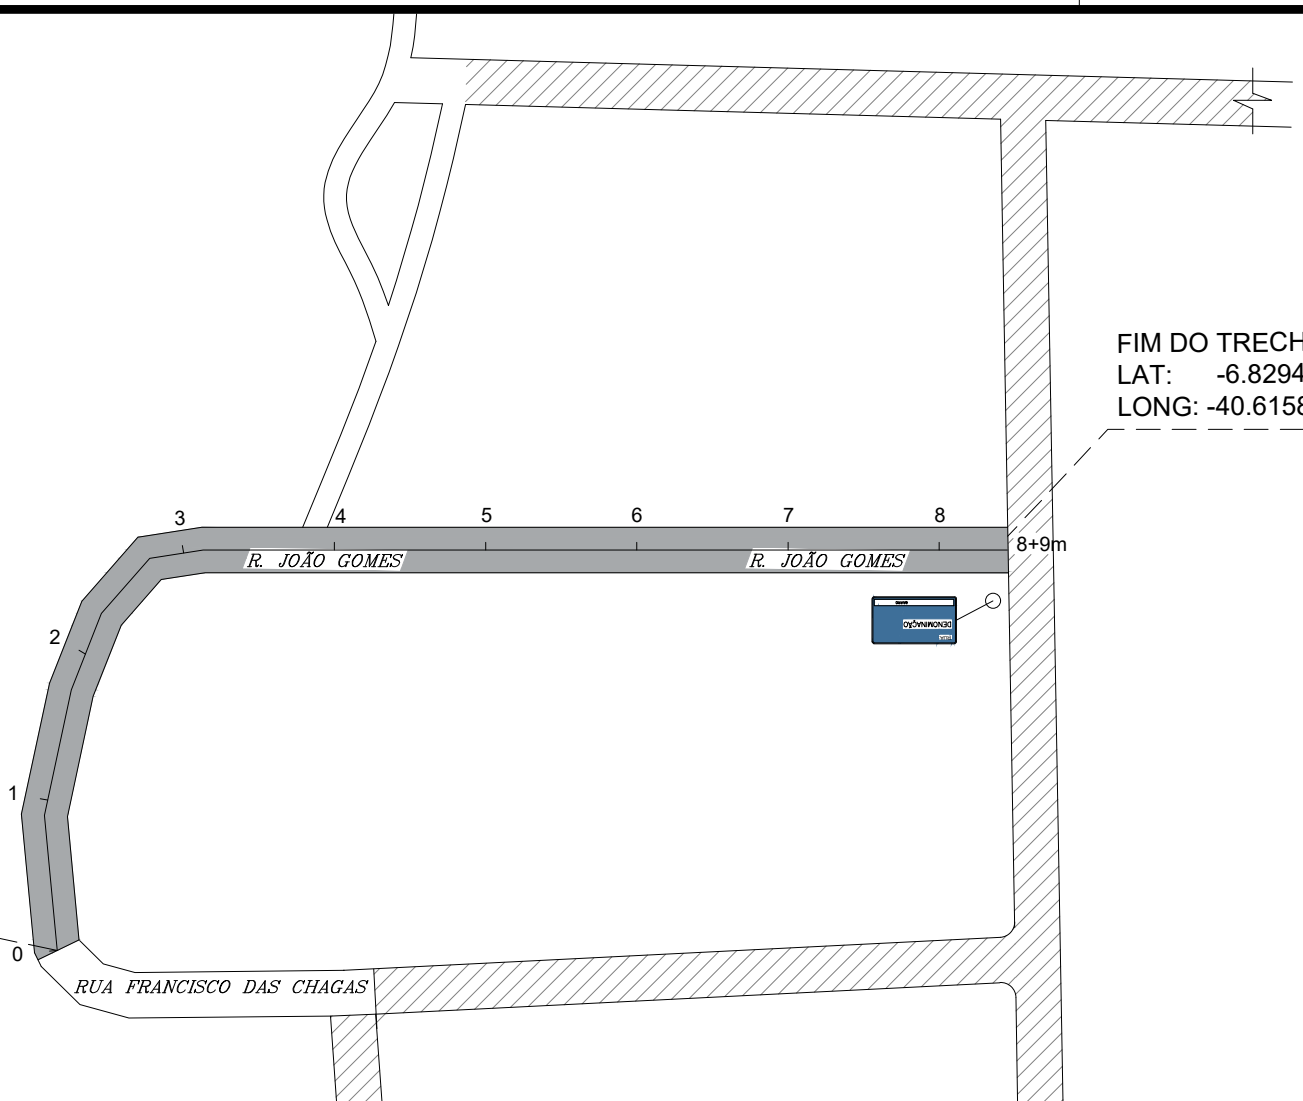 FIM DO TRECH
LAT: -6.8294
LONG: -40.6158
3
4
5
6
7
8
8+9m
R. JOÃO GOMES
R. JOÃO GOMES
2
DENOMINAÇÃO
1
0
RUA FRANCISCO DAS CHAGAS